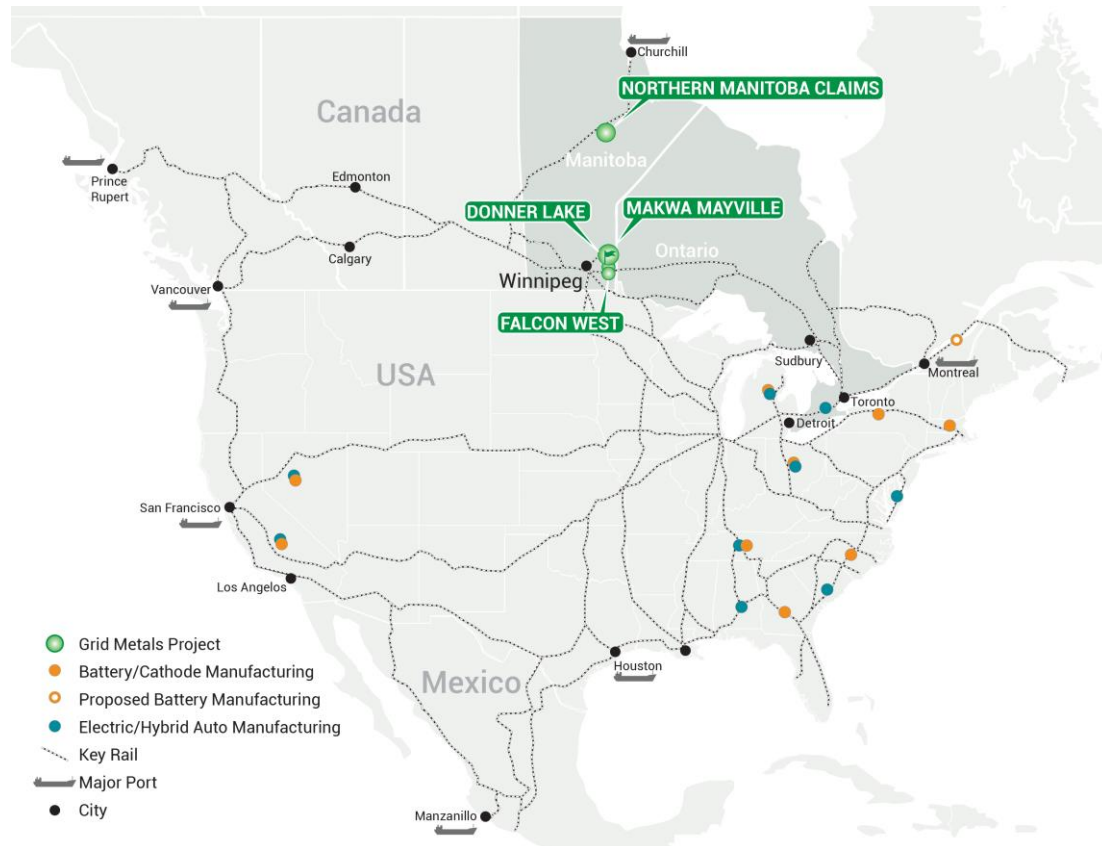 Churchill
NORTHERN MANITOBA CLAIMS
Canada
Manitoba
Prince
Rupert
Edmonton
DONNER LAKE
MAKWA MAYVILLE
Calgary
Ontario
Winnipeg
Vancouver
FALCON WEST
Sudbury
Montreal
USA
Toronto
Detroit
San Francisco
Los Angelos
Houston
Mexico
Grid Metals Project
Battery/Cathode Manufacturing
Proposed Battery Manufacturing
Electric/Hybrid Auto Manufacturing
Key Rail
Major Port
City
Manzanillo